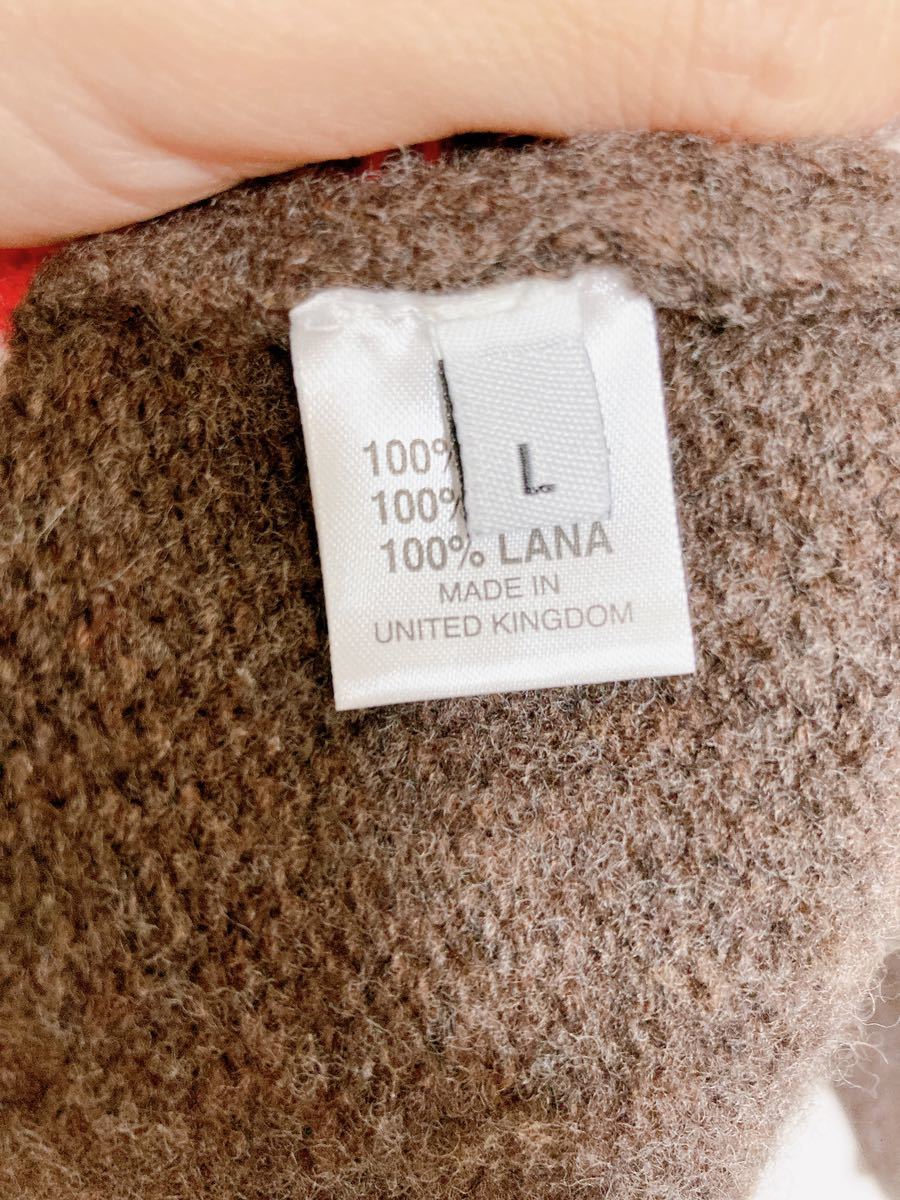 L
100%
100%
100% LANA
MADE IN
UNITED KINGDOM